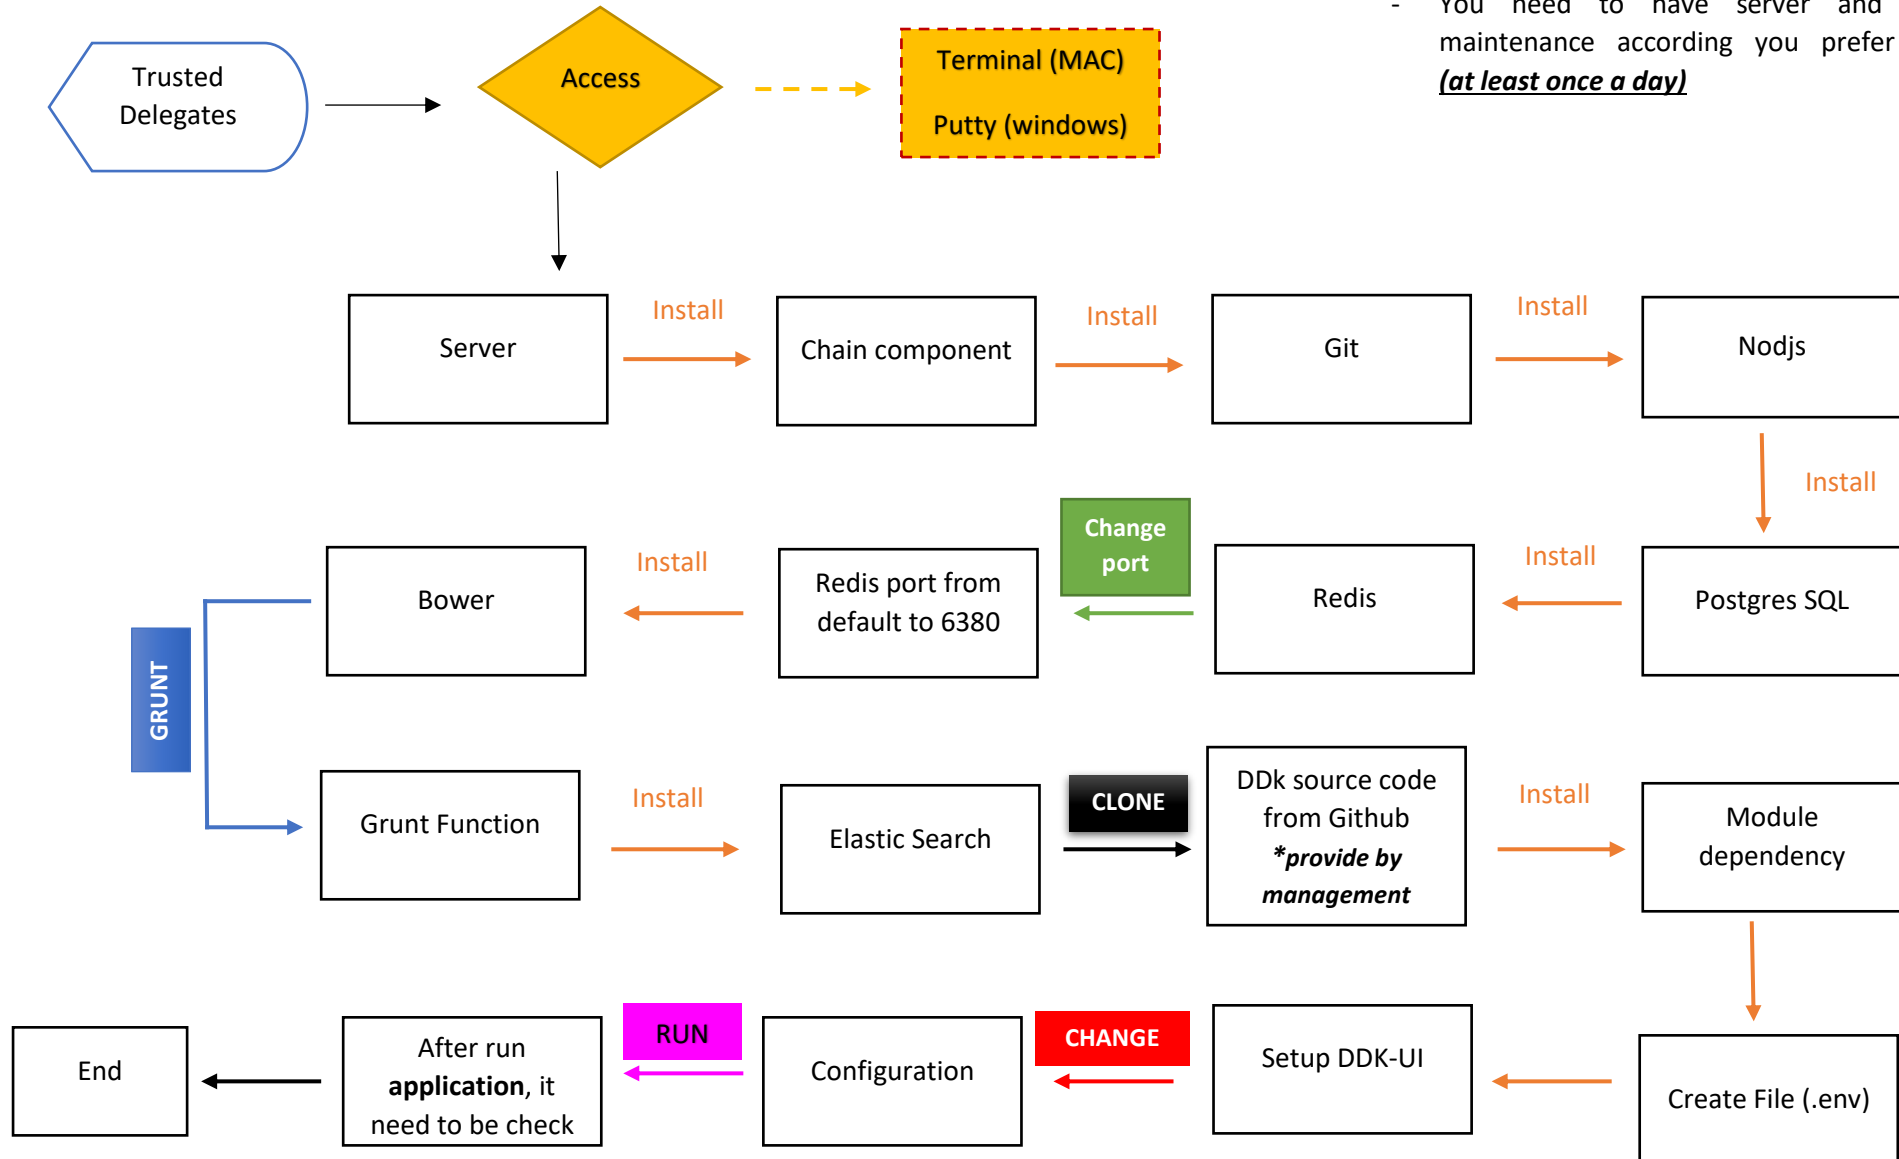 - You need to have server and
maintenance according you prefer
(at least once a day)
Trusted
Delegates
Access
Terminal (MAC)
Putty (windows)
Server
Install
Chain component
Install
Git
Install
Nodjs
Install
Postgres SQL
Install
Redis
Change
port
Redis port from
default to 6380
Install
Bower
GRUNT
Grunt Function
Install
Elastic Search
CLONE
DDk source code
from Github
*provide by
management
Install
Module
dependency
Create File (.env)
Setup DDK-UI
CHANGE
Configuration
RUN
After run
application, it
need to be check
End